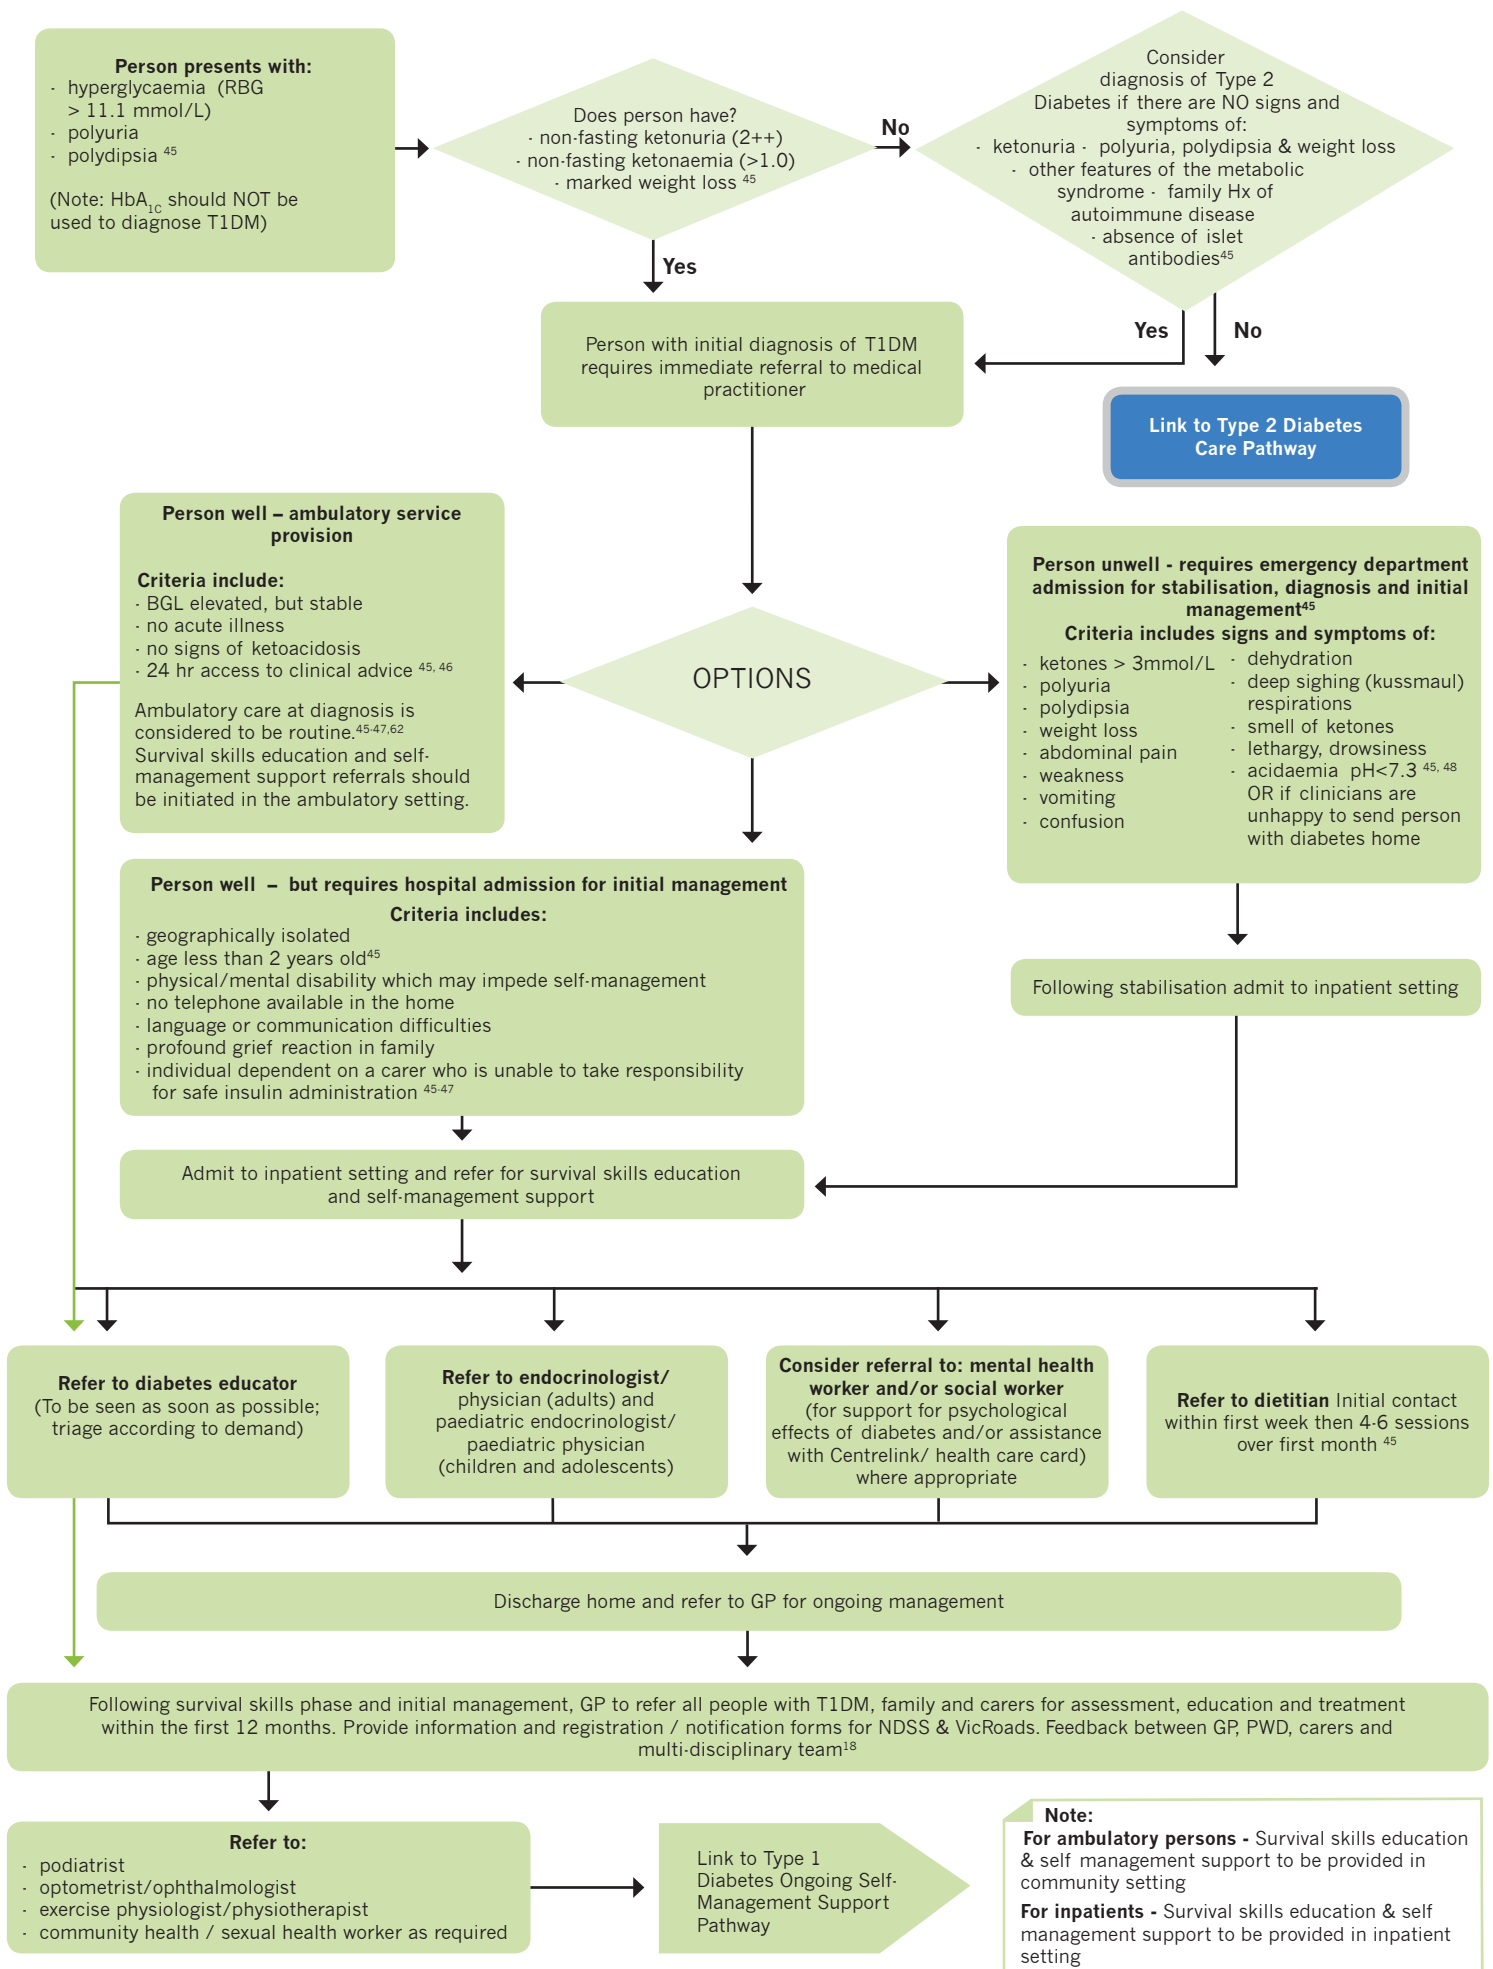 Person presents with:
· hyperglycaemia (RBG
> 11.1 mmol/L)
· polyuria
· polydipsia 45
(Note: HbA1C should NOT be
used to diagnose T1DM)
Does person have?
· non-fasting ketonuria (2++)
· non-fasting ketonaemia (>1.0)
· marked weight loss 45
No
Yes
Consider
diagnosis of Type 2
Diabetes if there are NO signs and
symptoms of:
· ketonuria · polyuria, polydipsia & weight loss
· other features of the metabolic
syndrome · family Hx of
autoimmune disease
· absence of islet
antibodies45
Yes
No
Person with initial diagnosis of T1DM
requires immediate referral to medical
practitioner
Link to Type 2 Diabetes
Care Pathway
Person well – ambulatory service
provision
Criteria include:
· BGL elevated, but stable
· no acute illness
· no signs of ketoacidosis
· 24 hr access to clinical advice 45, 46
Ambulatory care at diagnosis is
considered to be routine.45-47,62
Survival skills education and self-
management support referrals should
be initiated in the ambulatory setting.
OPTIONS
Person unwell - requires emergency department
admission for stabilisation, diagnosis and initial
management45
Criteria includes signs and symptoms of:
· ketones > 3mmol/L
· polyuria
· polydipsia
· weight loss
· abdominal pain
· weakness
· vomiting
· confusion
· dehydration
· deep sighing (kussmaul)
respirations
· smell of ketones
· lethargy, drowsiness
· acidaemia pH<7.3 45, 48
OR if clinicians are
unhappy to send person
with diabetes home
Person well – but requires hospital admission for initial management
Criteria includes:
· geographically isolated
· age less than 2 years old45
· physical/mental disability which may impede self-management
· no telephone available in the home
· language or communication difficulties
· profound grief reaction in family
· individual dependent on a carer who is unable to take responsibility
for safe insulin administration 45-47
Following stabilisation admit to inpatient setting
Admit to inpatient setting and refer for survival skills education
and self-management support
Refer to diabetes educator
(To be seen as soon as possible;
triage according to demand)
Refer to endocrinologist/
physician (adults) and
paediatric endocrinologist/
paediatric physician
(children and adolescents)
Consider referral to: mental health
worker and/or social worker
(for support for psychological
effects of diabetes and/or assistance
with Centrelink/ health care card)
where appropriate
Refer to dietitian Initial contact
within first week then 4-6 sessions
over first month 45
Discharge home and refer to GP for ongoing management
Following survival skills phase and initial management, GP to refer all people with T1DM, family and carers for assessment, education and treatment
within the first 12 months. Provide information and registration / notification forms for NDSS & VicRoads. Feedback between GP, PWD, carers and
multi-disciplinary team18
Refer to:
· podiatrist
· optometrist/ophthalmologist
· exercise physiologist/physiotherapist
· community health / sexual health worker as required
Link to Type 1
Diabetes Ongoing Self-
Management Support
Pathway
Note:
For ambulatory persons - Survival skills education
& self management support to be provided in
community setting
For inpatients - Survival skills education & self
management support to be provided in inpatient
setting